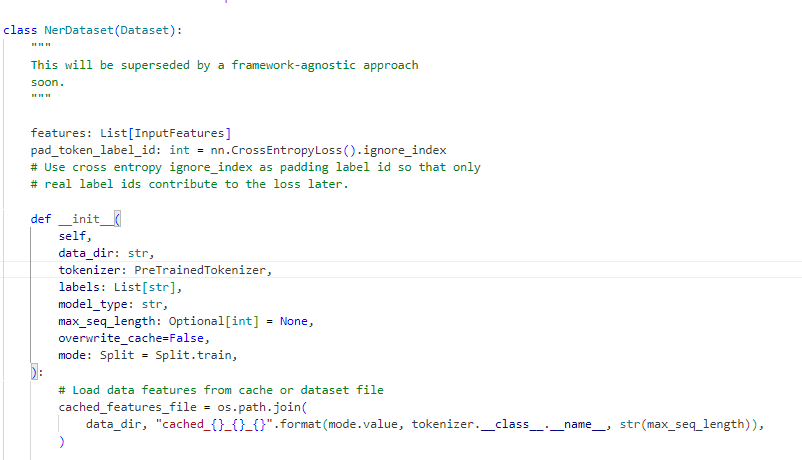 class NerDataset(Dataset):
    """
    This will be superseded by a framework-agnostic approach
    soon.
    """
    features: List[InputFeatures]
    pad_token_label_id: int = nn.CrossEntropyLoss().ignore_index
    # Use cross entropy ignore_index as padding label id so that only
    # real label ids contribute to the loss later.
    def __init__(
        self,
        data_dir: str,
        tokenizer: PreTrainedTokenizer,
        labels: List[str],
        model_type: str,
        max_seq_length: Optional[int] = None,
        overwrite_cache=False,
        mode: Split = Split.train,
    ):
        # Load data features from cache or dataset file
        cached_features_file = os.path.join(
            data_dir, "cached_{}_{}_{}".format(mode.value, tokenizer.__class__.__name__, str(max_seq_length)),
        )